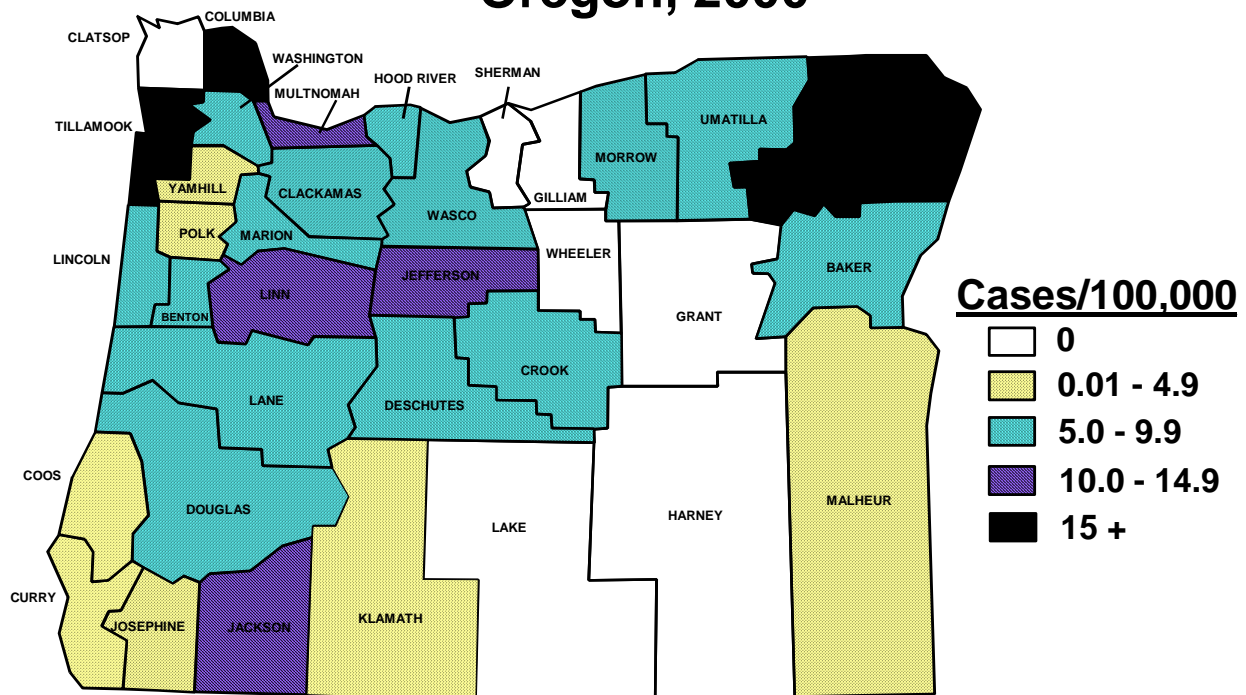 COLUMBIA
CLATSOP
WASHINGTON
HOOD RIVER
SHERMAN
MULTNOMAH
TILLAMOOK
UMATILLA
MORROW
YAMHILL
CLACKAMAS
GILLIAM
WASCO
POLK
MARION
LINCOLN
WHEELER
BAKER
JEFFERSON
LINN
BENTON
GRANT
CROOK
LANE
DESCHUTES
COOS
DOUGLAS
LAKE
HARNEY
MALHEUR
CURRY
JOSEPHINE
JACKSON
KLAMATH
Cases/100,000
0
0.01 - 4.9
5.0 - 9.9
10.0 - 14.9
15 +